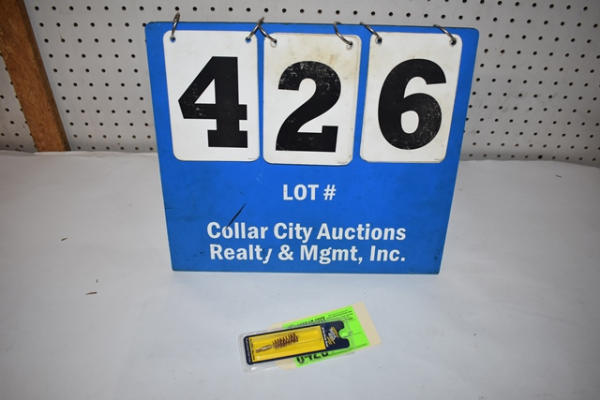 426
LOT #
Collar City Auctions
Realty & Mgmt, Inc.